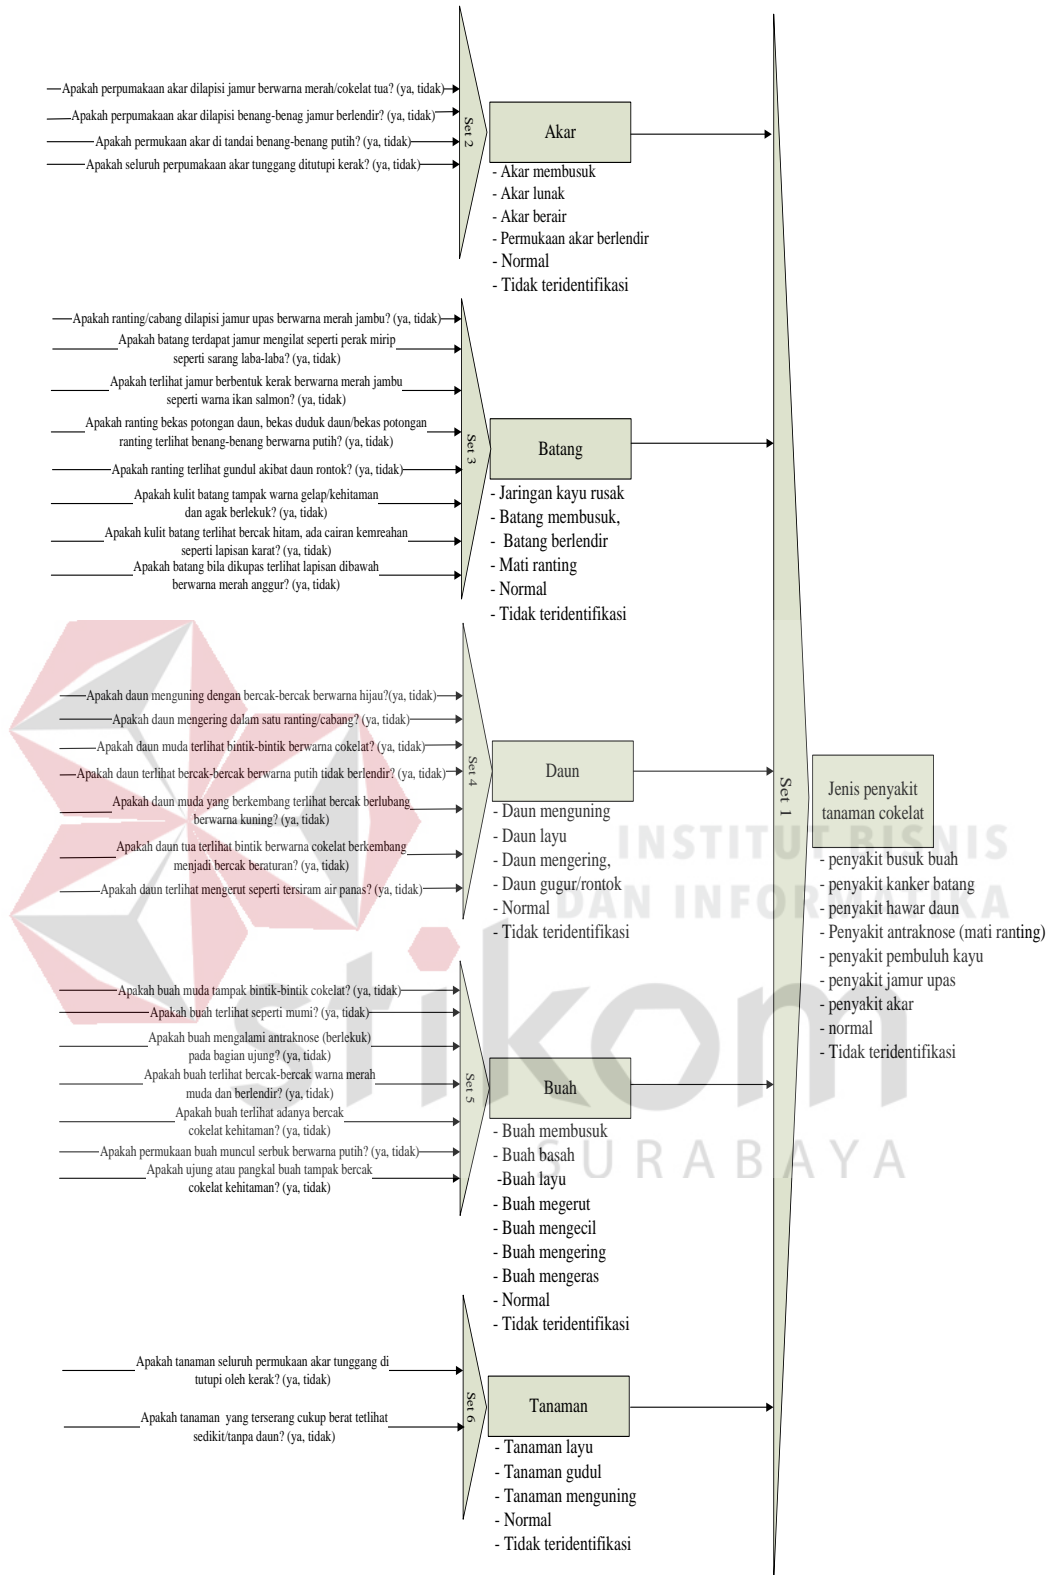 Apakah perpumakaan akar dilapisi jamur berwarna merah/cokelat tua? (ya, tidak)
Apakah perpumakaan akar dilapisi benang-benag jamur berlendir? (ya, tidak)
Apakah permukaan akar di tandai benang-benang putih? (ya, tidak)
Apakah seluruh perpumakaan akar tunggang ditutupi kerak? (ya, tidak)
Set 2
Akar
- Akar membusuk
- Akar lunak
- Akar berair
- Permukaan akar berlendir
- Normal
- Tidak teridentifikasi
Apakah ranting/cabang dilapisi jamur upas berwarna merah jambu? (ya, tidak)
Apakah batang terdapat jamur mengilat seperti perak mirip
seperti sarang laba-laba? (ya, tidak)
Apakah terlihat jamur berbentuk kerak berwarna merah jambu
seperti warna ikan salmon? (ya, tidak)
Apakah ranting bekas potongan daun, bekas duduk daun/bekas potongan
ranting terlihat benang-benang berwarna putih? (ya, tidak)
Apakah ranting terlihat gundul akibat daun rontok? (ya, tidak)
Apakah kulit batang tampak warna gelap/kehitaman
dan agak berlekuk? (ya, tidak)
Apakah kulit batang terlihat bercak hitam, ada cairan kemreahan
seperti lapisan karat? (ya, tidak)
Apakah batang bila dikupas terlihat lapisan dibawah
berwarna merah anggur? (ya, tidak)
Set 3
Batang
- Jaringan kayu rusak
- Batang membusuk,
- Batang berlendir
- Mati ranting
- Normal
- Tidak teridentifikasi
Apakah daun menguning dengan bercak-bercak berwarna hijau?(ya, tidak)
Apakah daun mengering dalam satu ranting/cabang? (ya, tidak)
Apakah daun muda terlihat bintik-bintik berwarna cokelat? (ya, tidak)
Apakah daun terlihat bercak-bercak berwarna putih tidak berlendir? (ya, tidak)
Apakah daun muda yang berkembang terlihat bercak berlubang
berwarna kuning? (ya, tidak)
Apakah daun tua terlihat bintik berwarna cokelat berkembang
menjadi bercak beraturan? (ya, tidak)
Apakah daun terlihat mengerut seperti tersiram air panas? (ya, tidak)
Set 4
Daun
- Daun menguning
- Daun layu
- Daun mengering,
- Daun gugur/rontok
- Normal
- Tidak teridentifikasi
Set 1
Jenis penyakit
tanaman cokelat
- penyakit busuk buah
- penyakit kanker batang
- penyakit hawar daun
- Penyakit antraknose (mati ranting)
- penyakit pembuluh kayu
- penyakit jamur upas
- penyakit akar
- normal
- Tidak teridentifikasi
INSTITUT BISNIS
DAN INFORMATIKA
stikom
SURABAYA
Apakah buah muda tampak bintik-bintik cokelat? (ya, tidak)
Apakah buah terlihat seperti mumi? (ya, tidak)
Apakah buah mengalami antraknose (berlekuk)
pada bagian ujung? (ya, tidak)
Apakah buah terlihat bercak-bercak warna merah
muda dan berlendir? (ya, tidak)
Apakah buah terlihat adanya bercak
cokelat kehitaman? (ya, tidak)
Apakah permukaan buah muncul serbuk berwarna putih? (ya, tidak)
Apakah ujung atau pangkal buah tampak bercak
cokelat kehitaman? (ya, tidak)
Set 5
Buah
- Buah membusuk
- Buah basah
-Buah layu
- Buah megerut
- Buah mengecil
- Buah mengering
- Buah mengeras
- Normal
- Tidak teridentifikasi
Apakah tanaman seluruh permukaan akar tunggang di
tutupi oleh kerak? (ya, tidak)
Apakah tanaman yang terserang cukup berat tetlihat
sedikit/tanpa daun? (ya, tidak)
Set 6
Tanaman
- Tanaman layu
- Tanaman gudul
- Tanaman menguning
- Normal
- Tidak teridentifikasi